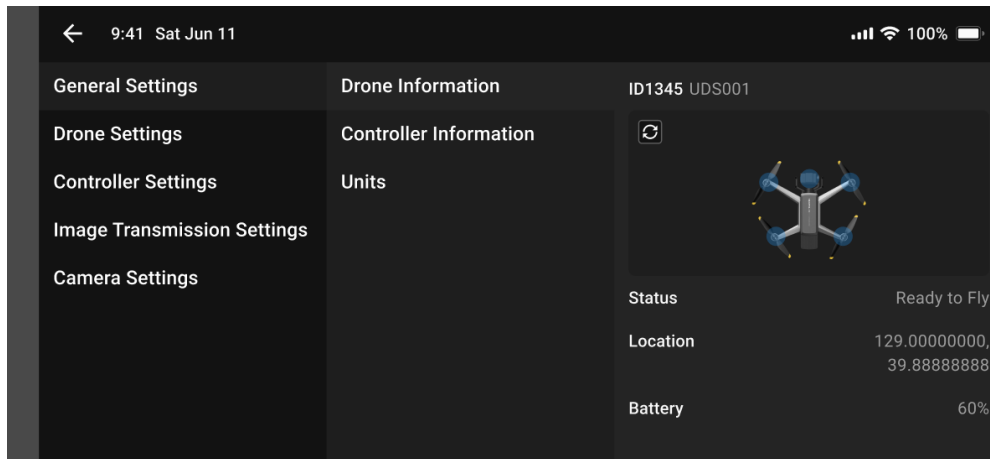 9:41 Sat Jun 11
100%
General Settings
Drone Settings
Controller Settings
Image Transmission Settings
Camera Settings
Drone Information
Controller Information
Units
ID1345 UDS001
Status Ready to Fly
Location 129.00000000,
39.88888888
Battery 60%